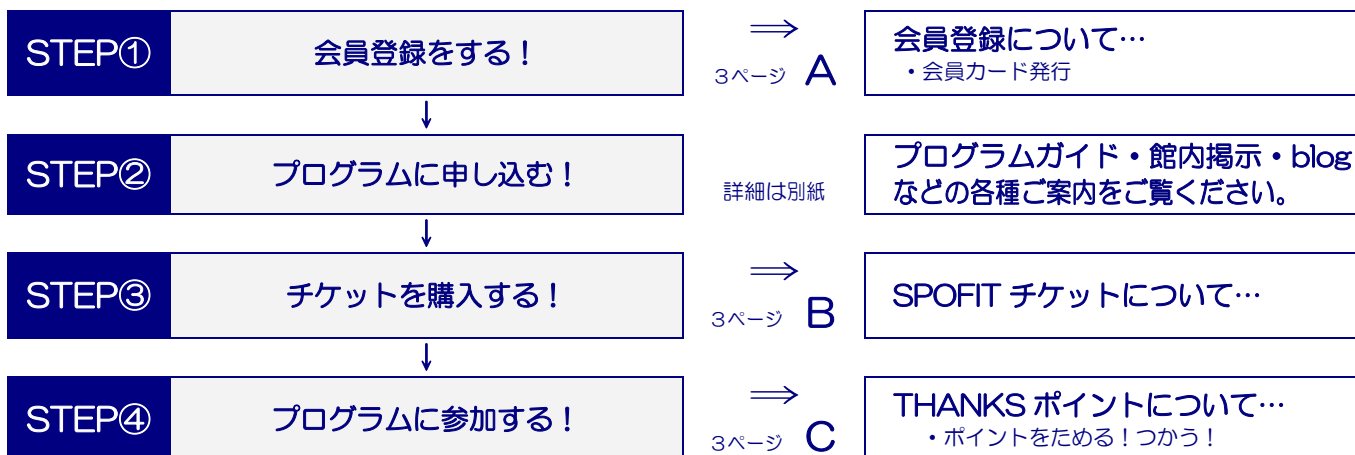 STEP① 会員登録をする！ ⇒ 会員登録について…
3ページ A ・会員カード発行
↓
STEP② プログラムに申し込む！ 詳細は別紙 プログラムガイド・館内掲示・blog
などの各種ご案内をご覧ください。
↓
STEP③ チケットを購入する！ ⇒ SPOFIT チケットについて…
3ページ B
↓
STEP④ プログラムに参加する！ ⇒ THANKS ポイントについて…
3ページ C ・ポイントをためる！つかう！